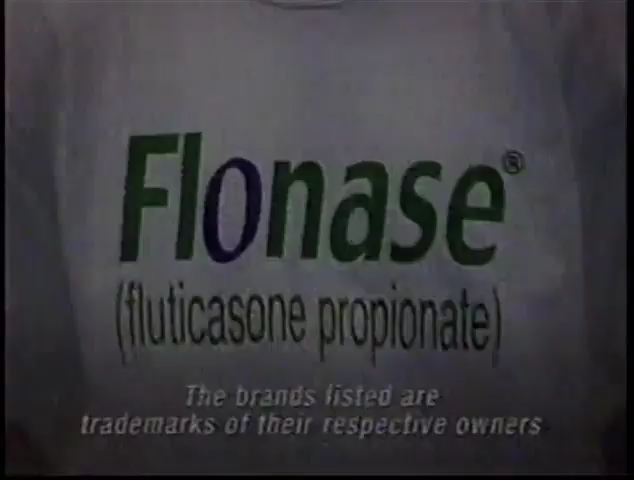 Flonase®
(fluticasone propionate)
The brands listed are
trademarks of their respective owners